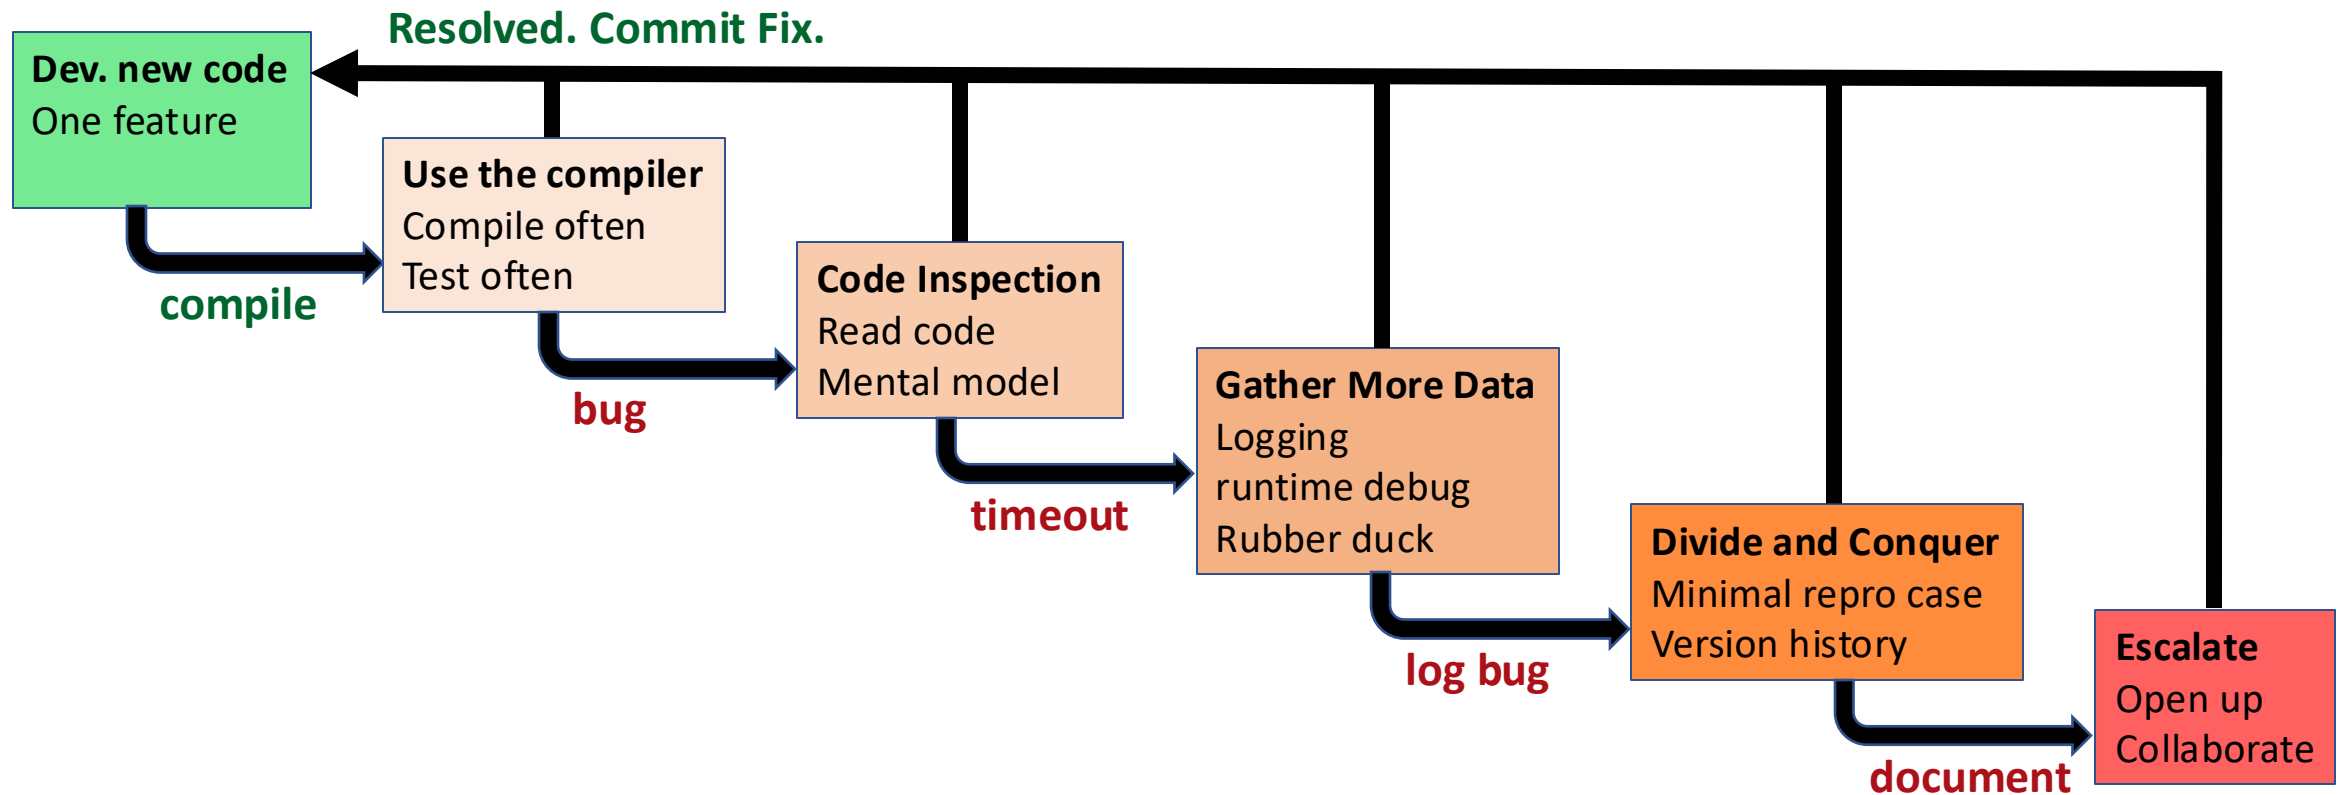 Resolved. Commit Fix.
Dev. new code
One feature
compile
Use the compiler
Compile often
Test often
bug
Code Inspection
Read code
Mental model
timeout
Gather More Data
Logging
runtime debug
Rubber duck
log bug
Divide and Conquer
Minimal repro case
Version history
document
Escalate
Open up
Collaborate